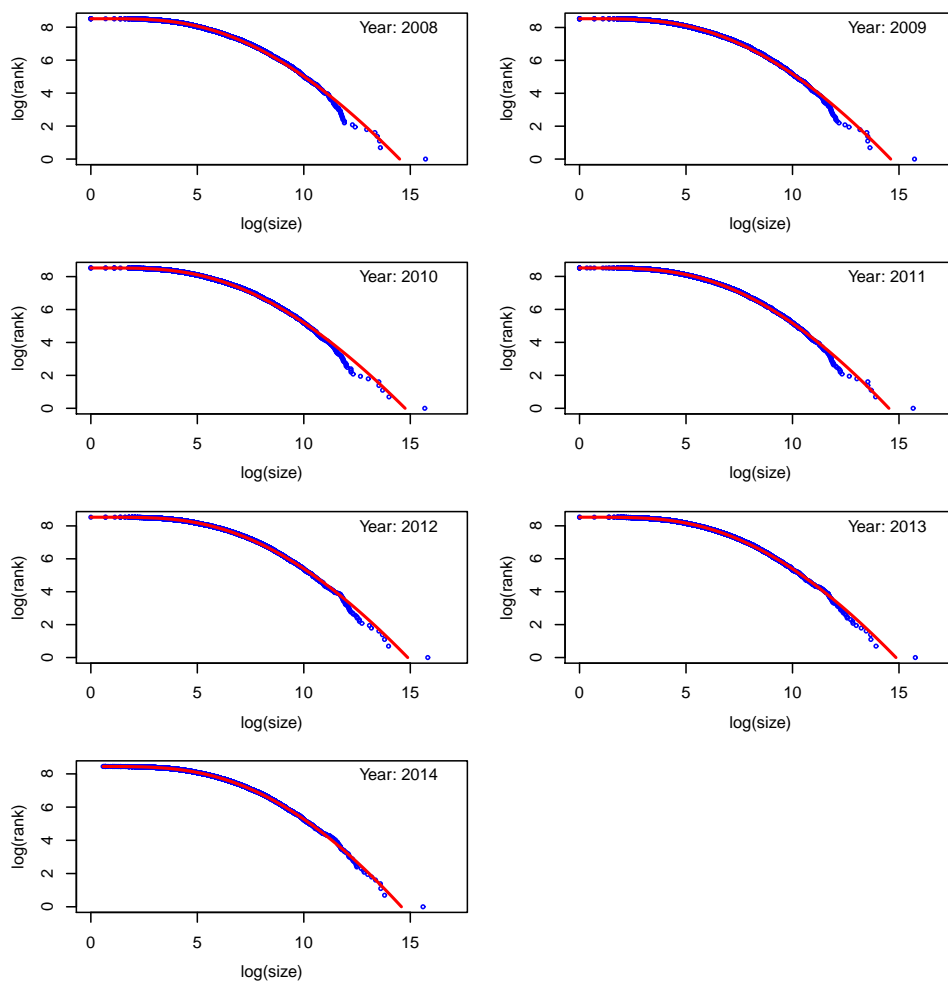 Year: 2008
log(rank)
0 2 4 6 8
0 5 10 15
log(size)
Year: 2009
log(rank)
0 2 4 6 8
0 5 10 15
log(size)
Year: 2010
log(rank)
0 2 4 6 8
0 5 10 15
log(size)
Year: 2011
log(rank)
0 2 4 6 8
0 5 10 15
log(size)
Year: 2012
log(rank)
0 2 4 6 8
0 5 10 15
log(size)
Year: 2013
log(rank)
0 2 4 6 8
0 5 10 15
log(size)
Year: 2014
log(rank)
0 2 4 6 8
0 5 10 15
log(size)